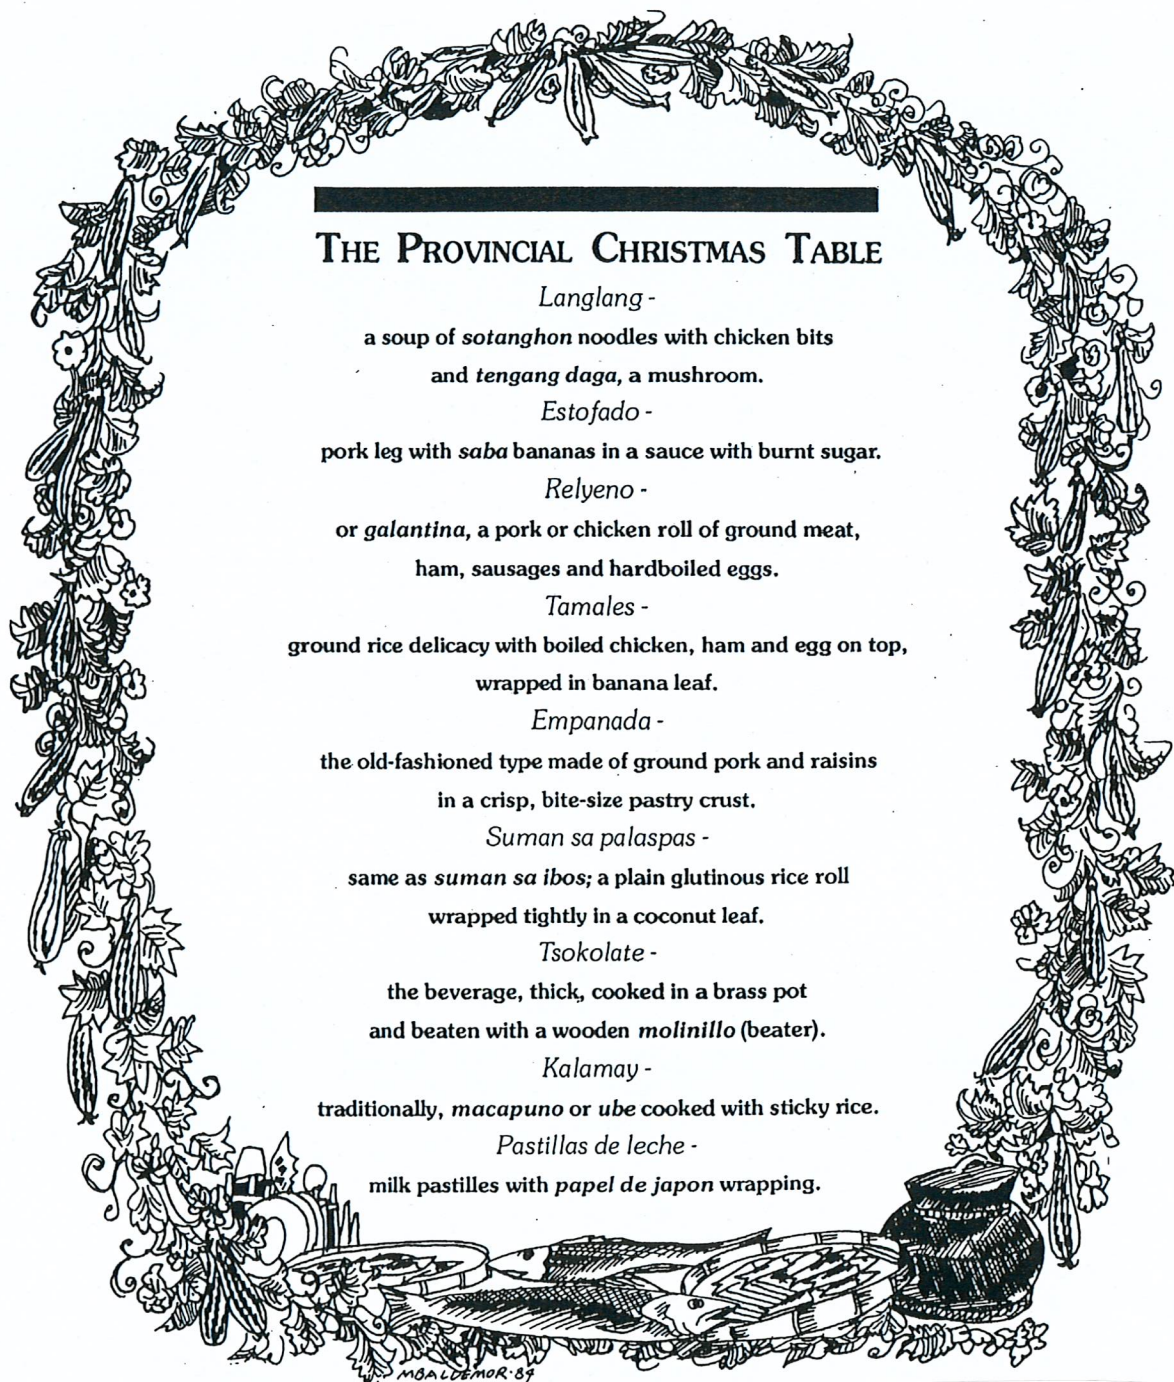 THE PROVINCIAL CHRISTMAS TABLE
Langlang -
a soup of sotanghon noodles with chicken bits
and tengang daga, a mushroom.
Estofado -
pork leg with saba bananas in a sauce with burnt sugar.
Relyeno -
or galantina, a pork or chicken roll of ground meat,
ham, sausages and hardboiled eggs.
Tamales -
ground rice delicacy with boiled chicken, ham and egg on top,
wrapped in banana leaf.
Empanada -
the old-fashioned type made of ground pork and raisins
in a crisp, bite-size pastry crust.
Suman sa palaspas -
same as suman sa ibos; a plain glutinous rice roll
wrapped tightly in a coconut leaf.
Tsokolate -
the beverage, thick, cooked in a brass pot
and beaten with a wooden molinillo (beater).
Kalamay -
traditionally, macapuno or ube cooked with sticky rice.
Pastillas de leche -
milk pastilles with papel de japon wrapping.
MBALDEMOR·89